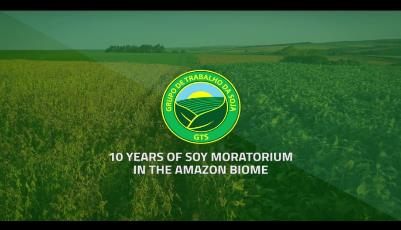 GRUPO DE TRABALHO DA SOJA
GTS
10 YEARS OF SOY MORATORIUM
IN THE AMAZON BIOME